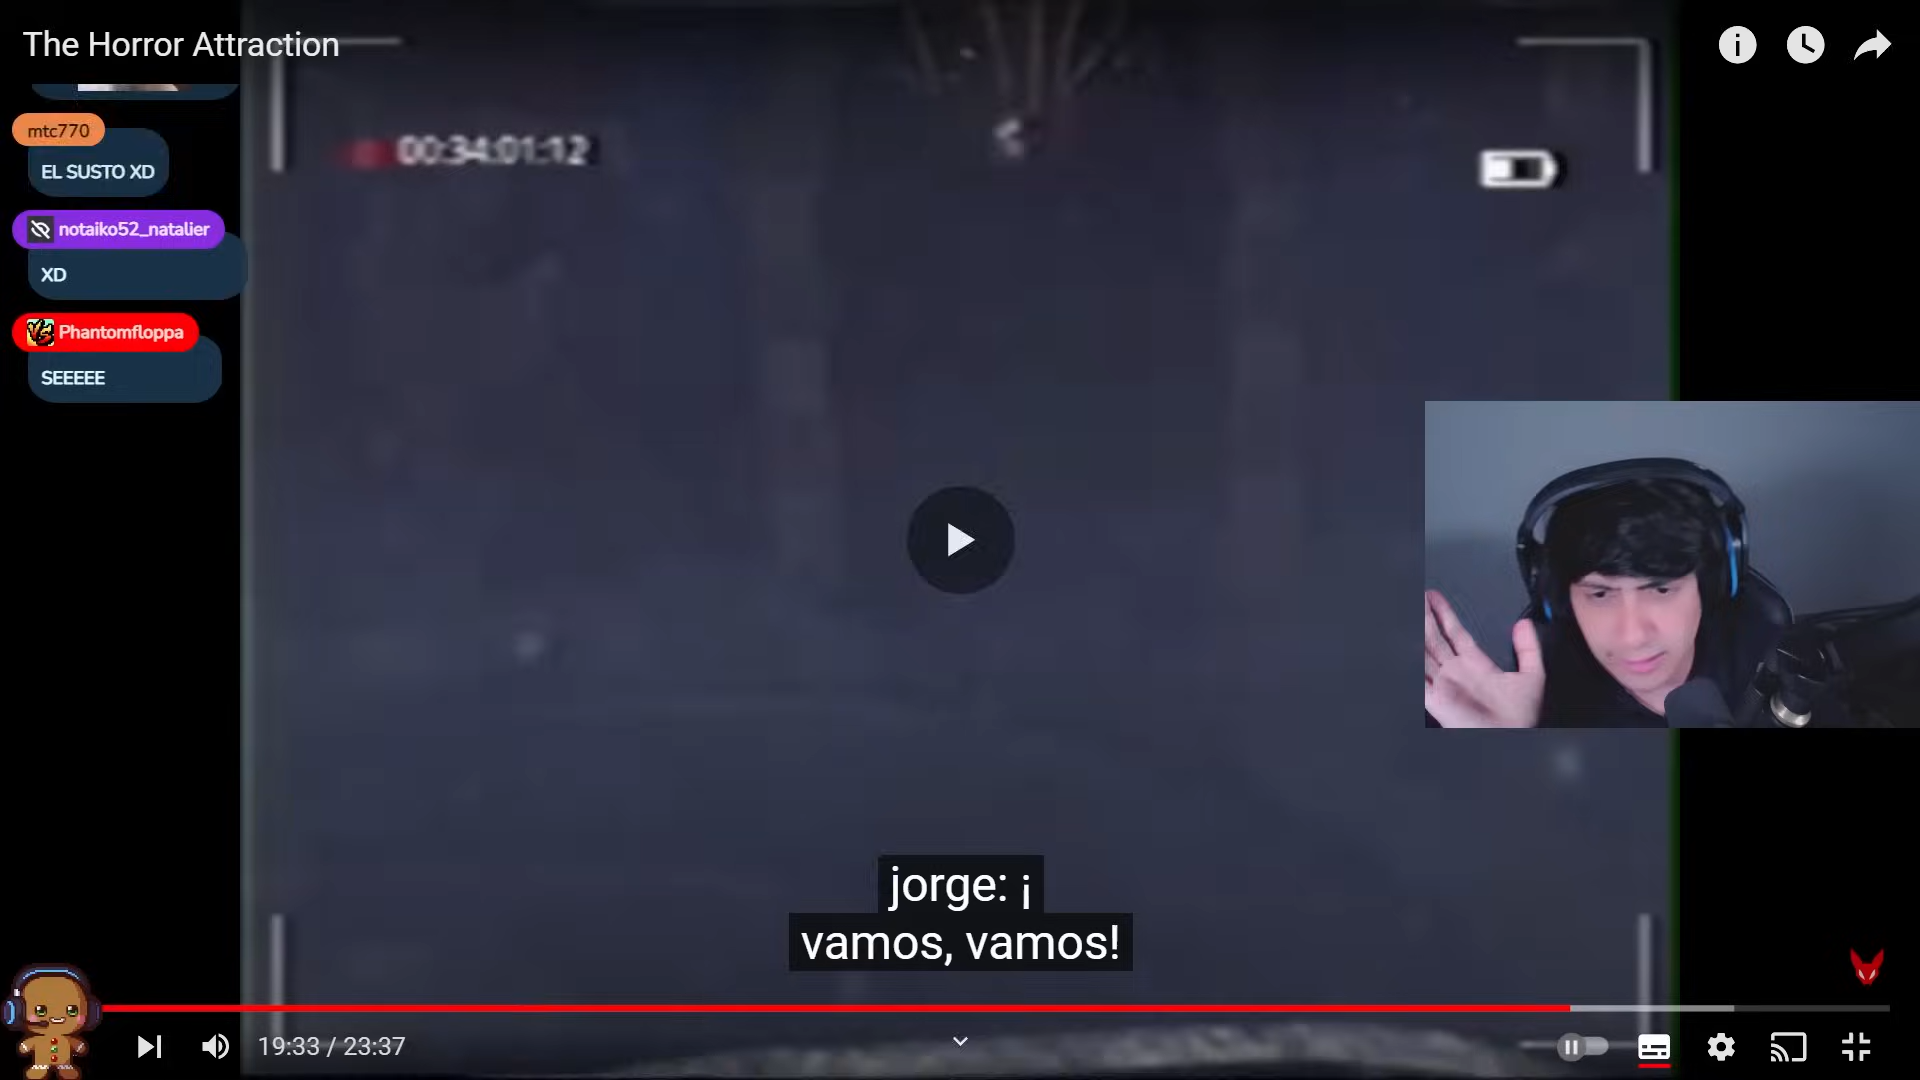 The Horror Attraction
mtc770
EL SUSTO XD
notaiko52_natalier
XD
Phantomfloppa
SEEEEE
00:34:01:12
jorge: ¡
vamos, vamos!
19:33 / 23:37